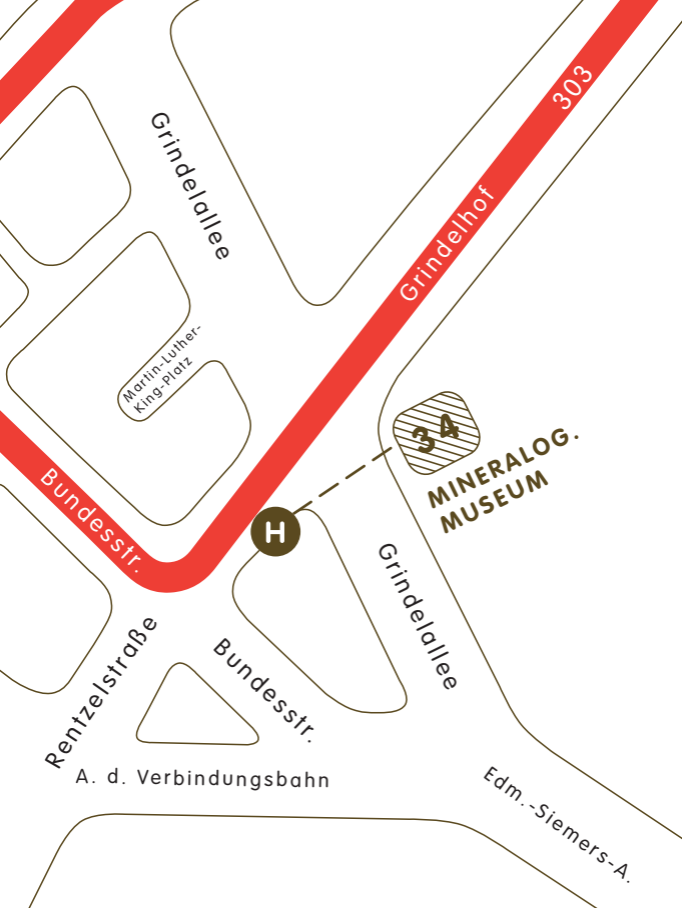 303
Grindelallee
Grindelhof
Martin-Luther-
King-Platz
34
MINERALOG.
MUSEUM
Bundesstr.
H
Grindelallee
Rentzelstraße
Bundesstr.
A. d. Verbindungsbahn
Edm.-Siemers-A.